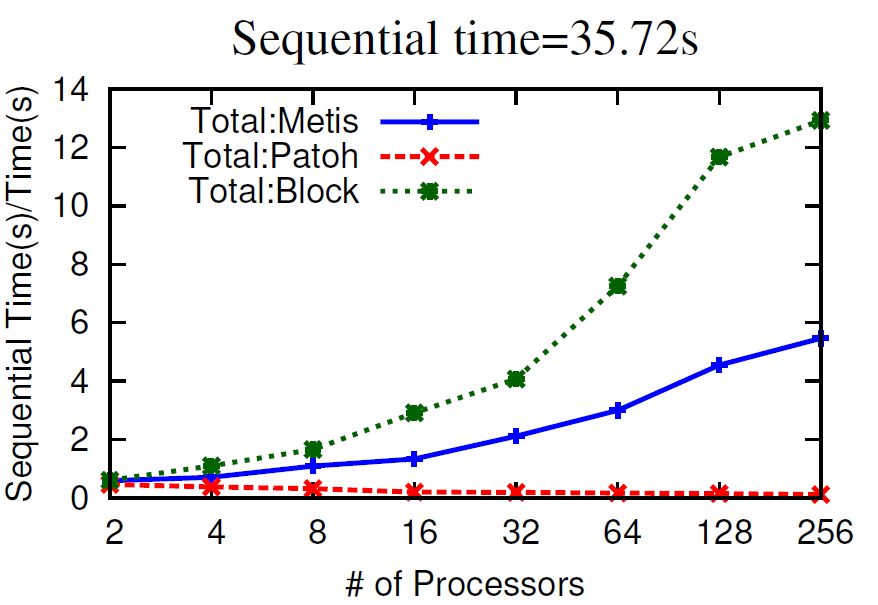 Sequential time=35.72s
Sequential Time(s)/Time(s)
14
12
10
8
6
4
2
0
Total:Metis
Total:Patoh
Total:Block
2 4 8 16 32 64 128 256
# of Processors